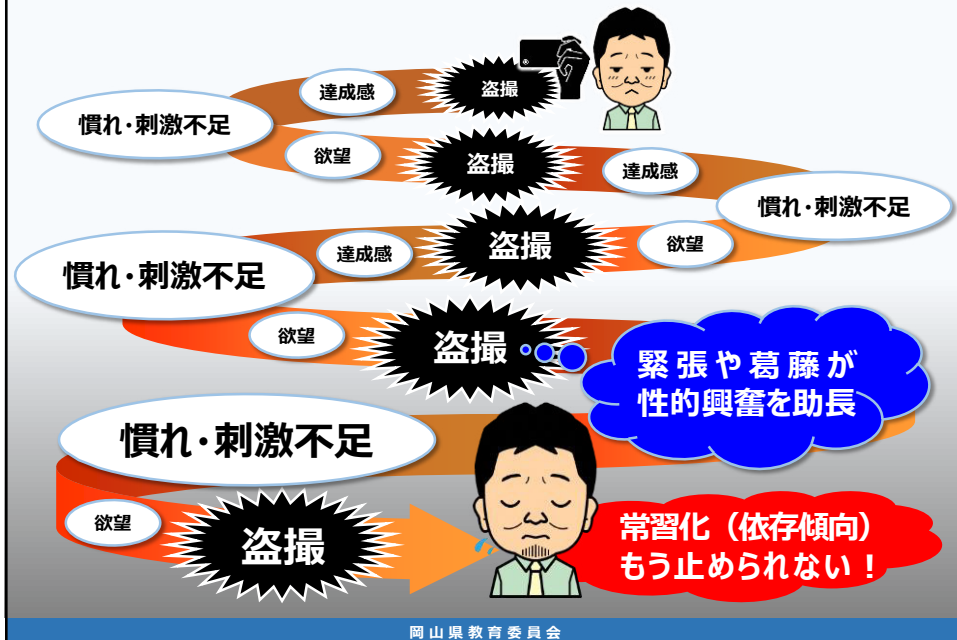 盗撮
達成感
慣れ・刺激不足
欲望
盗撮
達成感
慣れ・刺激不足
欲望
盗撮
達成感
慣れ・刺激不足
欲望
盗撮
緊張や葛藤が
性的興奮を助長
慣れ・刺激不足
欲望
盗撮
常習化（依存傾向）
もう止められない！
岡山県教育委員会